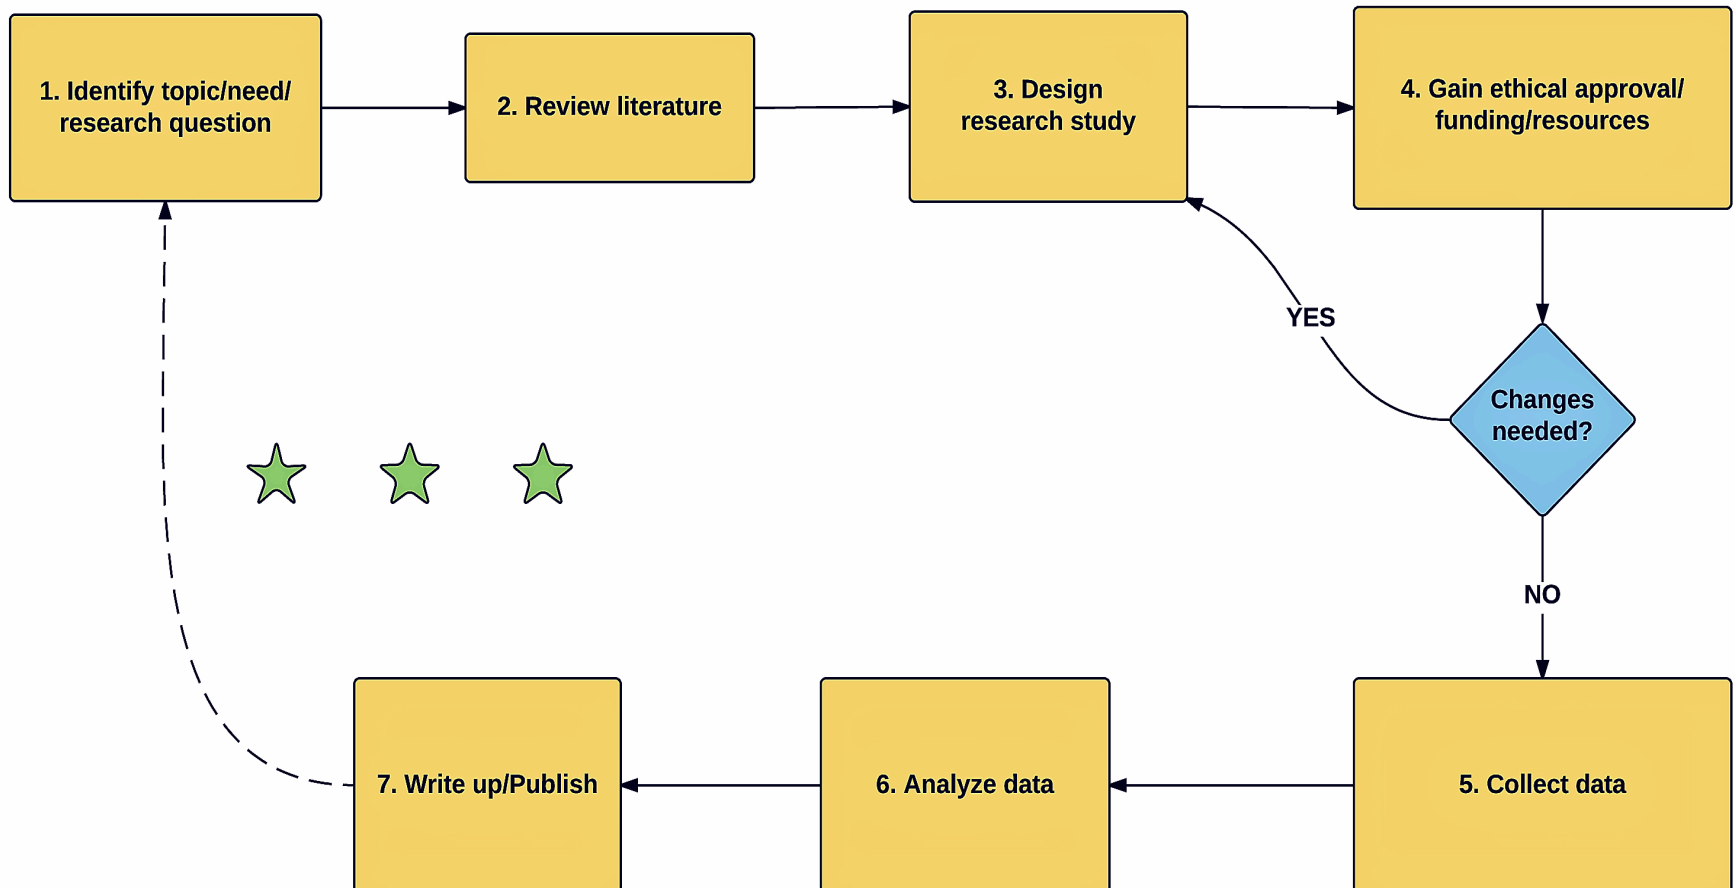 1. Identify topic/need/
research question
2. Review literature
3. Design
research study
4. Gain ethical approval/
funding/resources
YES
Changes
needed?
NO
7. Write up/Publish
6. Analyze data
5. Collect data